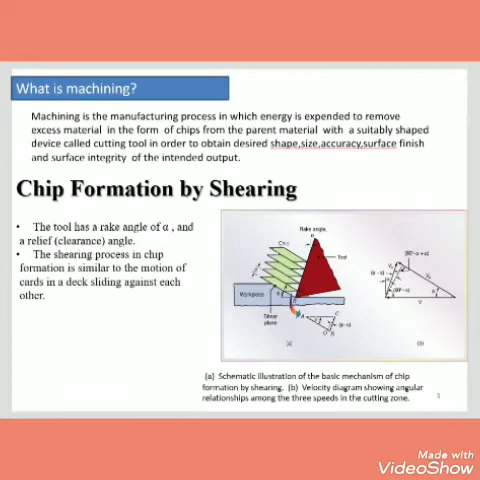 What is machining?
Machining is the manufacturing process in which energy is expended to remove
excess material in the form of chips from the parent material with a suitably shaped
device called cutting tool in order to obtain desired shape,size,accuracy,surface finish
and surface integrity of the intended output.
Chip Formation by Shearing
• The tool has a rake angle of α , and
a relief (clearance) angle.
• The shearing process in chip
formation is similar to the motion of
cards in a deck sliding against each
other.
Rake angle,
α
Chip
Tool
Workpiece
Shear
plane
A
C
(a)
V
(b)
(a) Schematic illustration of the basic mechanism of chip
formation by shearing. (b) Velocity diagram showing angular
relationships among the three speeds in the cutting zone.
3
Made with
VideoShow